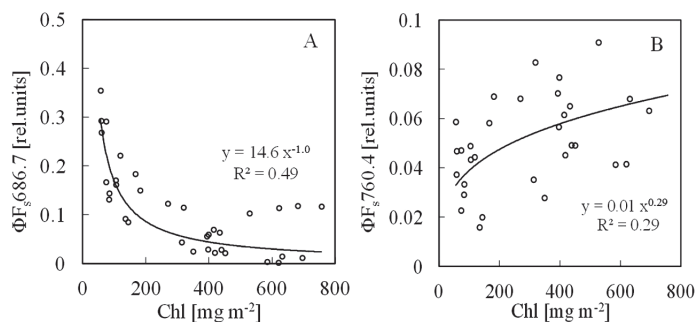 A
0.5
0.4
0.3
0.2
0.1
0
0 200 400 600 800
ΦFₛ686.7 [rel.units]
Chl [mg m⁻²]
y = 14.6 x⁻¹·⁰
R² = 0.49
B
0.1
0.08
0.06
0.04
0.02
0
0 200 400 600 800
ΦFₛ760.4 [rel.units]
Chl [mg m⁻²]
y = 0.01 x⁰·²⁹
R² = 0.29